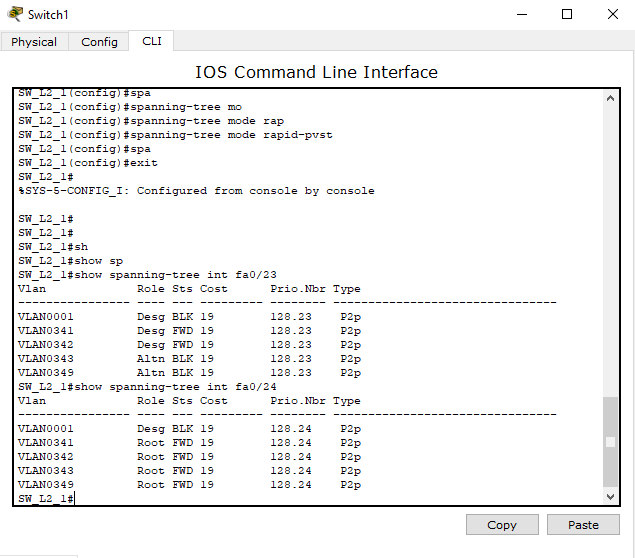 Switch1
Physical Config CLI
IOS Command Line Interface
SW_L2_1(config)#spa
SW_L2_1(config)#spanning-tree mo
SW_L2_1(config)#spanning-tree mode rap
SW_L2_1(config)#spanning-tree mode rapid-pvst
SW_L2_1(config)#spa
SW_L2_1(config)#exit
SW_L2_1#
%SYS-5-CONFIG_I: Configured from console by console
SW_L2_1#
SW_L2_1#
SW_L2_1#sh
SW_L2_1#show sp
SW_L2_1#show spanning-tree int fa0/23
Vlan             Role Sts Cost      Prio.Nbr Type
---------------- ---- --- --------- -------- --------------------------------
VLAN0001         Desg BLK 19        128.23    P2p
VLAN0341         Desg FWD 19        128.23    P2p
VLAN0342         Desg FWD 19        128.23    P2p
VLAN0343         Altn BLK 19        128.23    P2p
VLAN0349         Altn BLK 19        128.23    P2p
SW_L2_1#show spanning-tree int fa0/24
Vlan             Role Sts Cost      Prio.Nbr Type
---------------- ---- --- --------- -------- --------------------------------
VLAN0001         Desg BLK 19        128.24    P2p
VLAN0341         Root FWD 19        128.24    P2p
VLAN0342         Root FWD 19        128.24    P2p
VLAN0343         Root FWD 19        128.24    P2p
VLAN0349         Root FWD 19        128.24    P2p
SW_L2_1#
Copy Paste